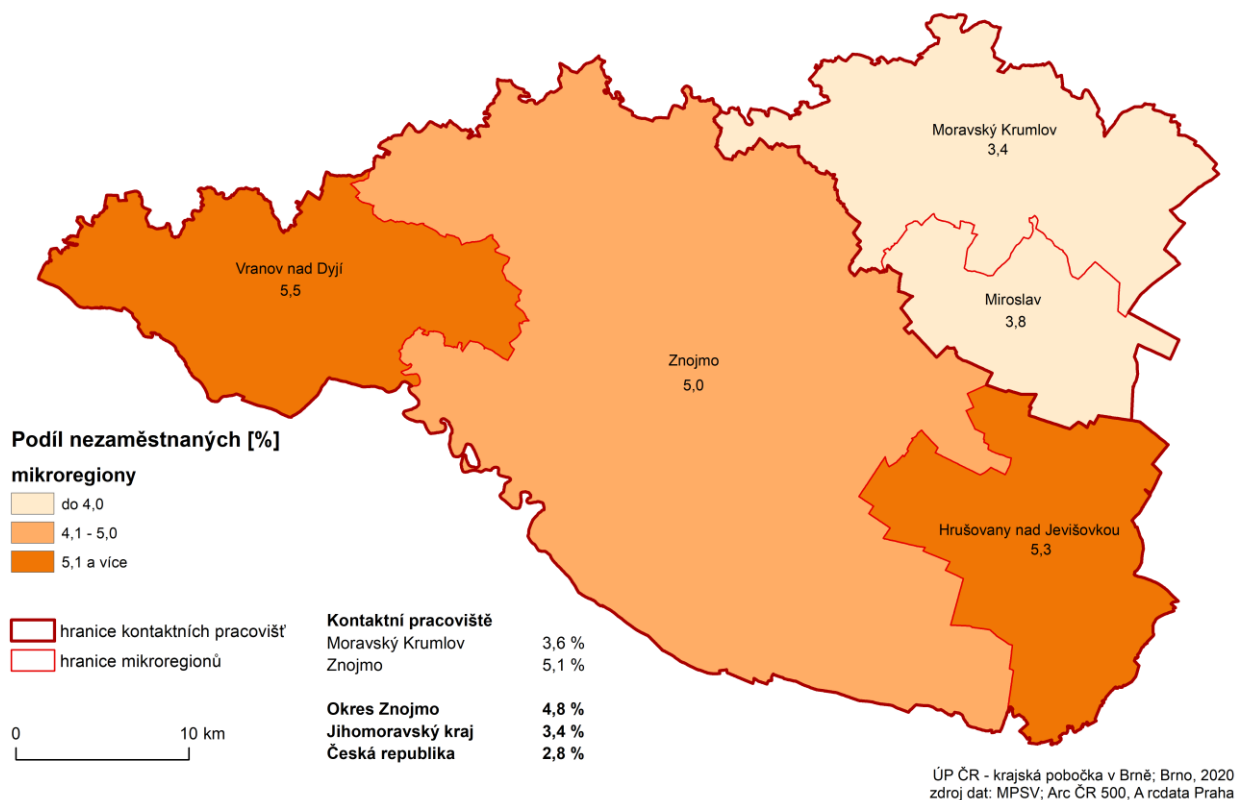 Moravský Krumlov
3,4
Vranov nad Dyjí
5,5
Miroslav
3,8
Znojmo
5,0
Hrušovany nad Jevišovkou
5,3
Podíl nezaměstnaných [%]
mikroregiony
do 4,0
4,1 - 5,0
5,1 a více
hranice kontaktních pracovišť
hranice mikroregionů
0 10 km
Kontaktní pracoviště
Moravský Krumlov 3,6 %
Znojmo 5,1 %
Okres Znojmo 4,8 %
Jihomoravský kraj 3,4 %
Česká republika 2,8 %
ÚP ČR - krajská pobočka v Brně; Brno, 2020
zdroj dat: MPSV; Arc ČR 500, A rcdata Praha